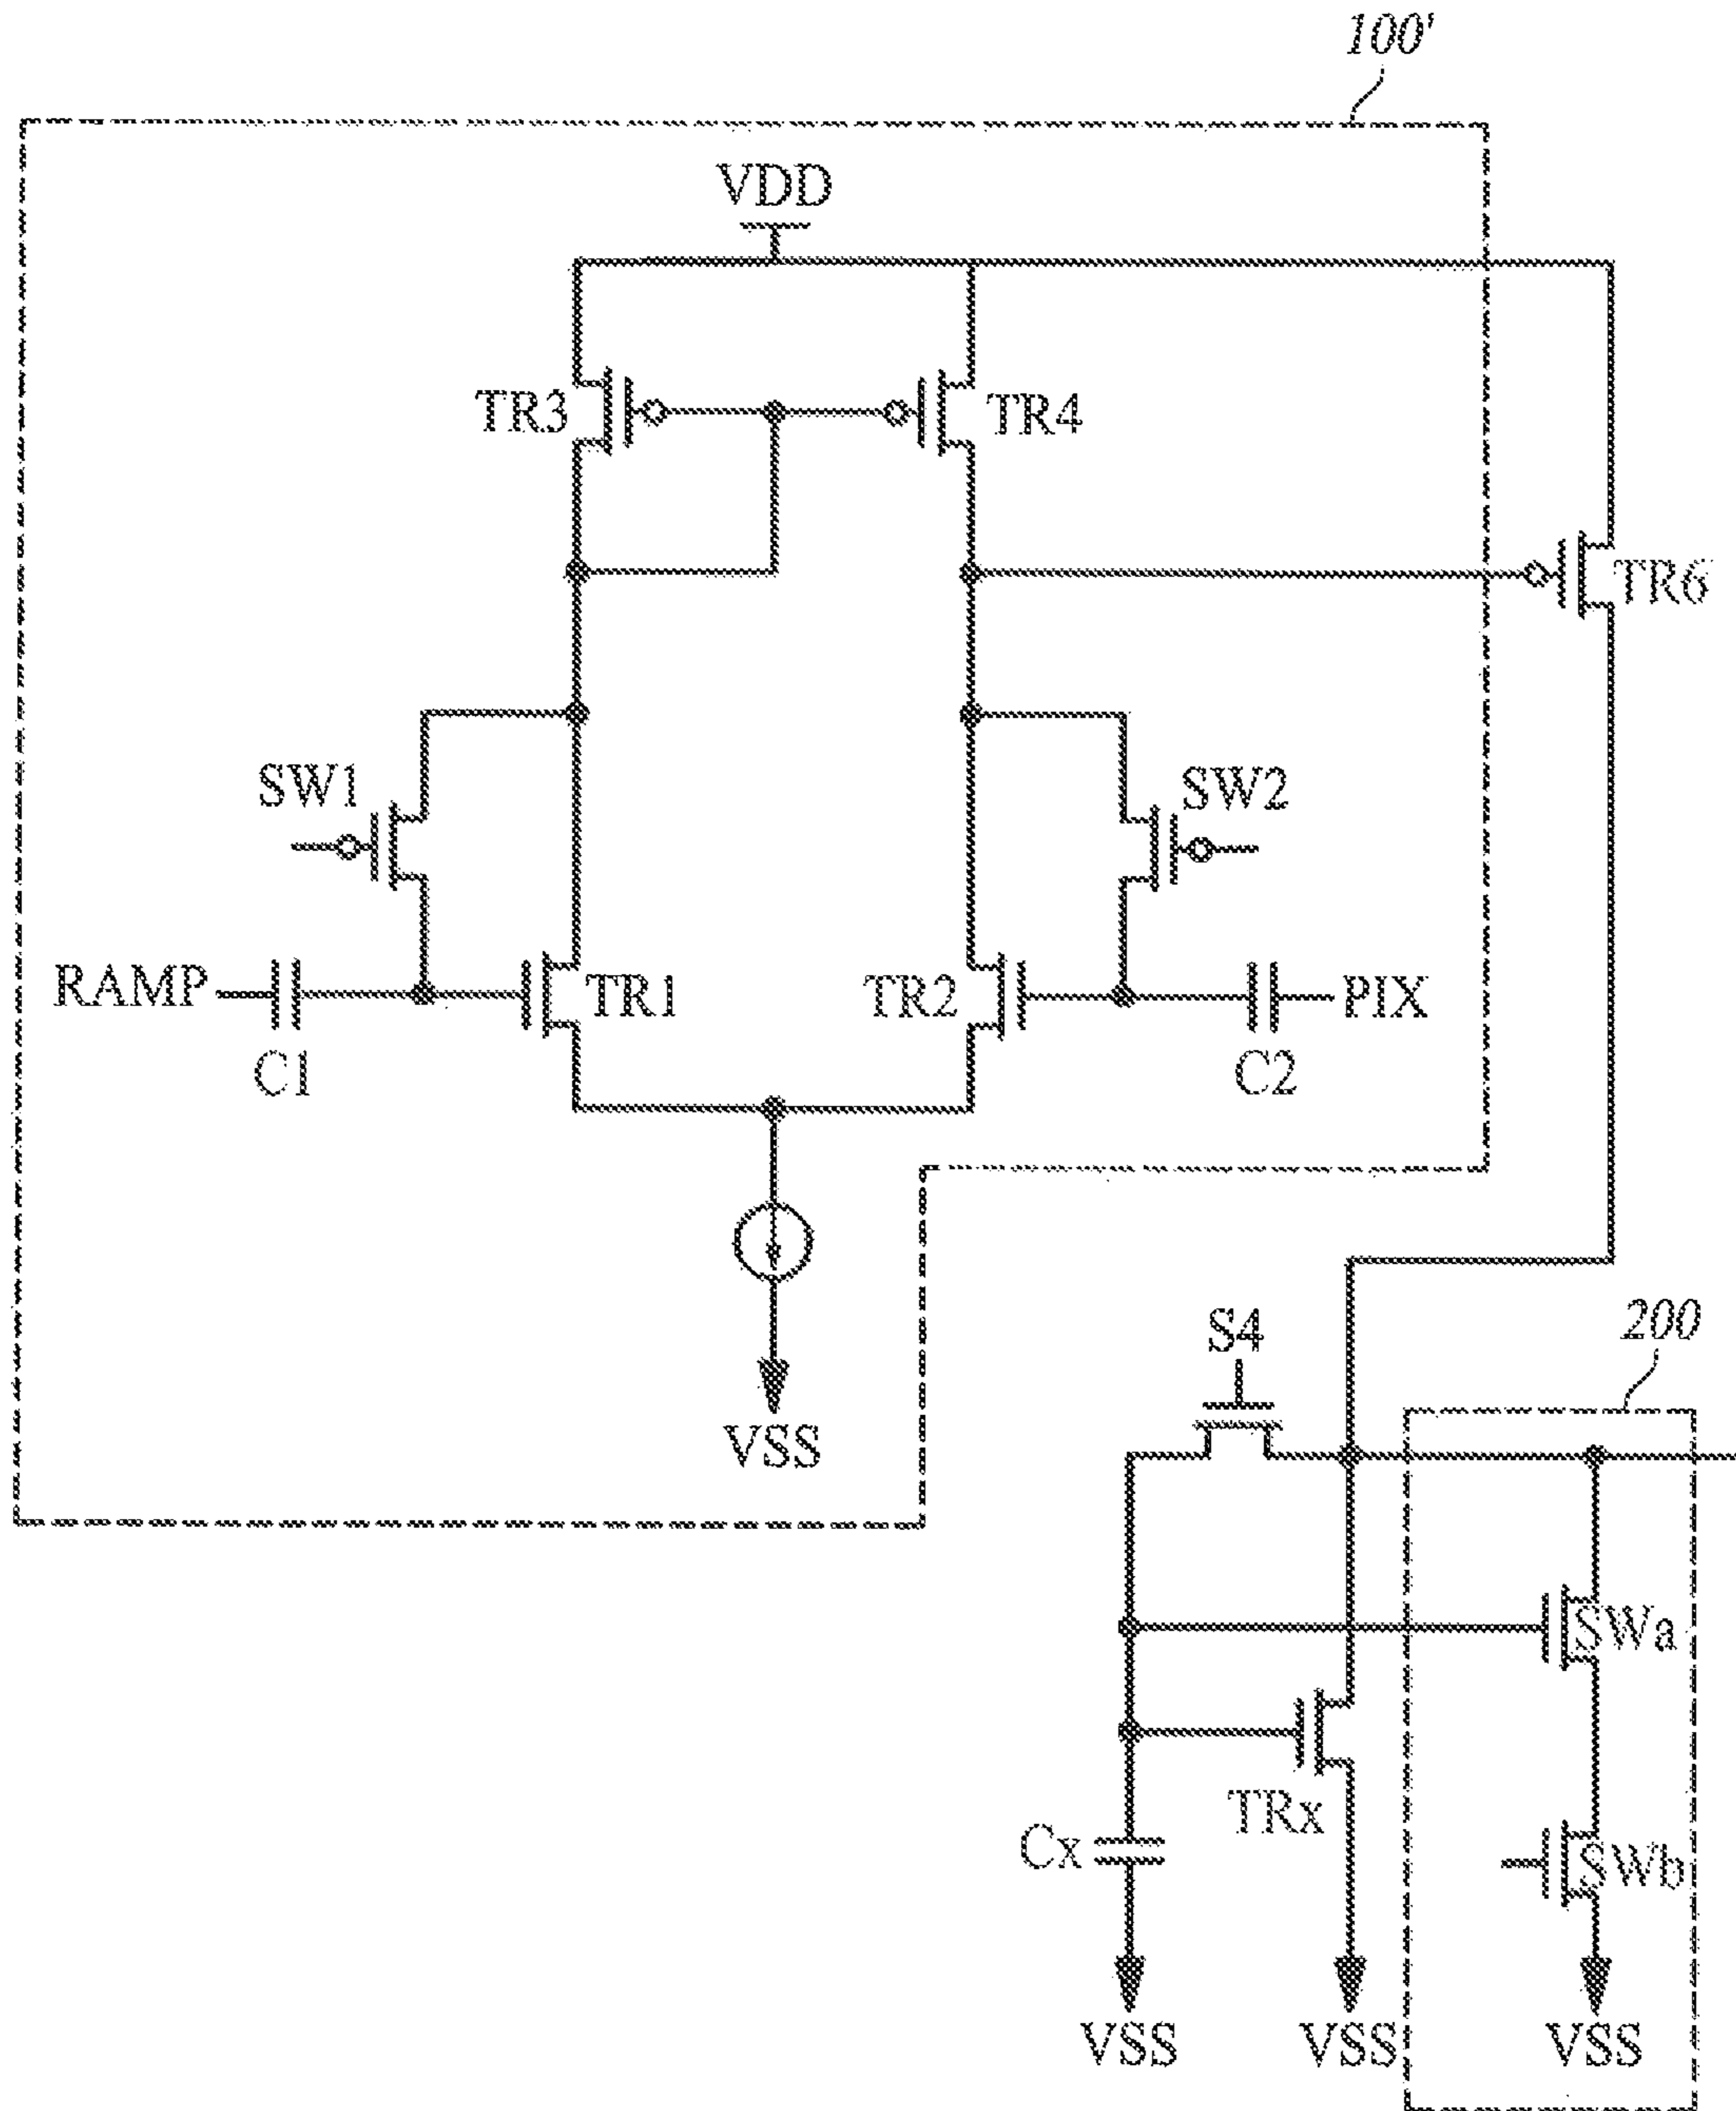 100'
VDD
TR3
TR4
TR6
SW1
SW2
RAMP
TR1
TR2
PIX
C1
C2
VSS
S4
200
SWa
TRx
Cx
SWb
VSS
VSS
VSS